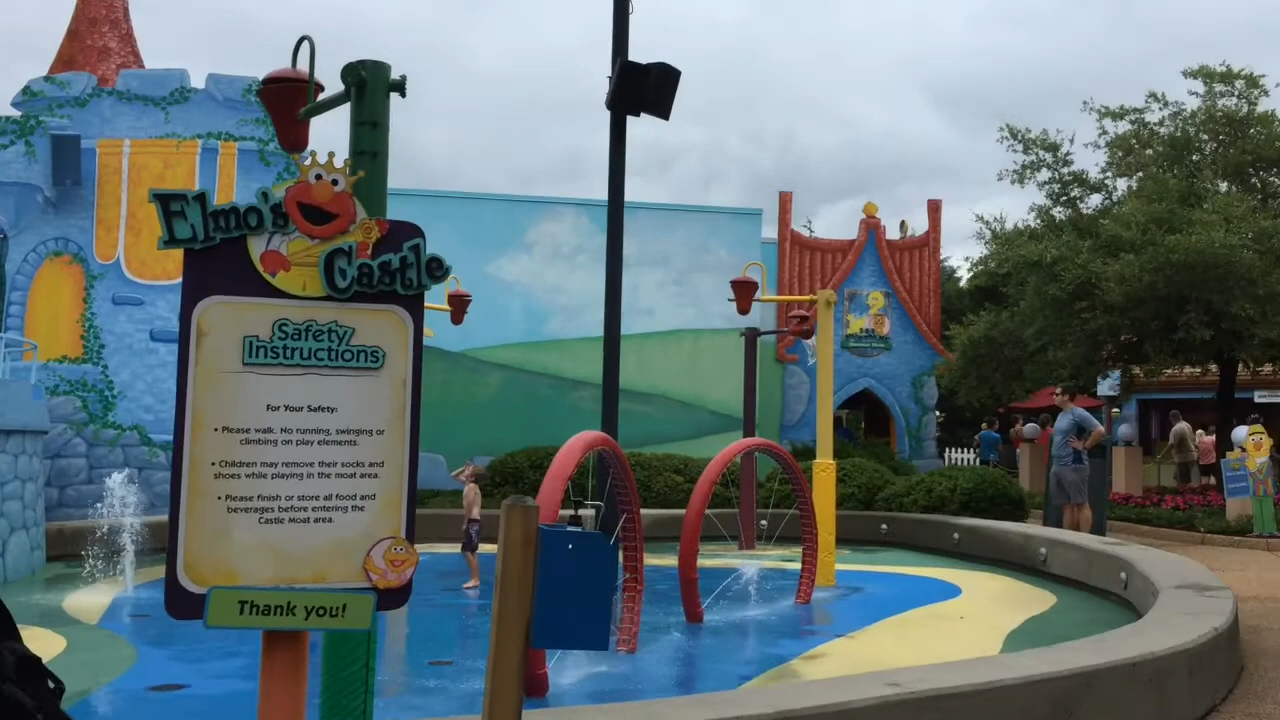 Elmo's
Castle
Safety
Instructions
For Your Safety:
• Please walk. No running, swinging or
climbing on play elements.
• Children may remove their socks and
shoes while playing in the moat area.
• Please finish or store all food and
beverages before entering the
Castle Moat area.
Thank you!